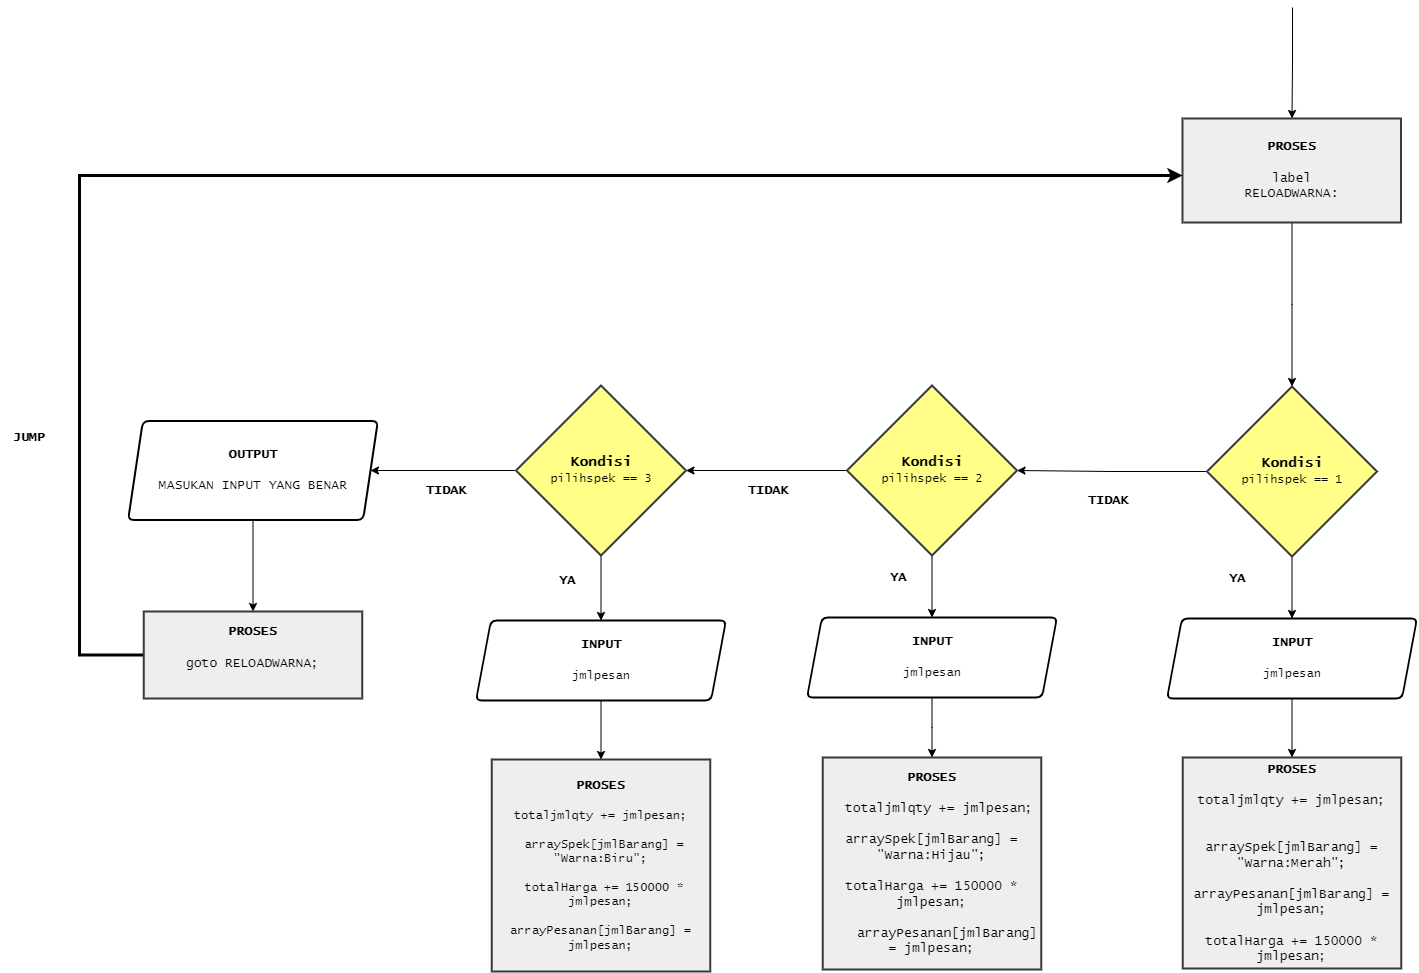 PROSES
label
RELOADWARNA:
JUMP
OUTPUT
MASUKAN INPUT YANG BENAR
TIDAK
Kondisi
pilihspek == 3
TIDAK
Kondisi
pilihspek == 2
TIDAK
Kondisi
pilihspek == 1
YA
YA
YA
PROSES
goto RELOADWARNA;
INPUT
jmlpesan
INPUT
jmlpesan
INPUT
jmlpesan
PROSES
totaljmlqty += jmlpesan;
arraySpek[jmlBarang] =
"Warna:Biru";
totalHarga += 150000 *
jmlpesan;
arrayPesanan[jmlBarang] =
jmlpesan;
PROSES
totaljmlqty += jmlpesan;
arraySpek[jmlBarang] =
"Warna:Hijau";
totalHarga += 150000 *
jmlpesan;
arrayPesanan[jmlBarang]
= jmlpesan;
PROSES
totaljmlqty += jmlpesan;
arraySpek[jmlBarang] =
"Warna:Merah";
arrayPesanan[jmlBarang] =
jmlpesan;
totalHarga += 150000 *
jmlpesan;